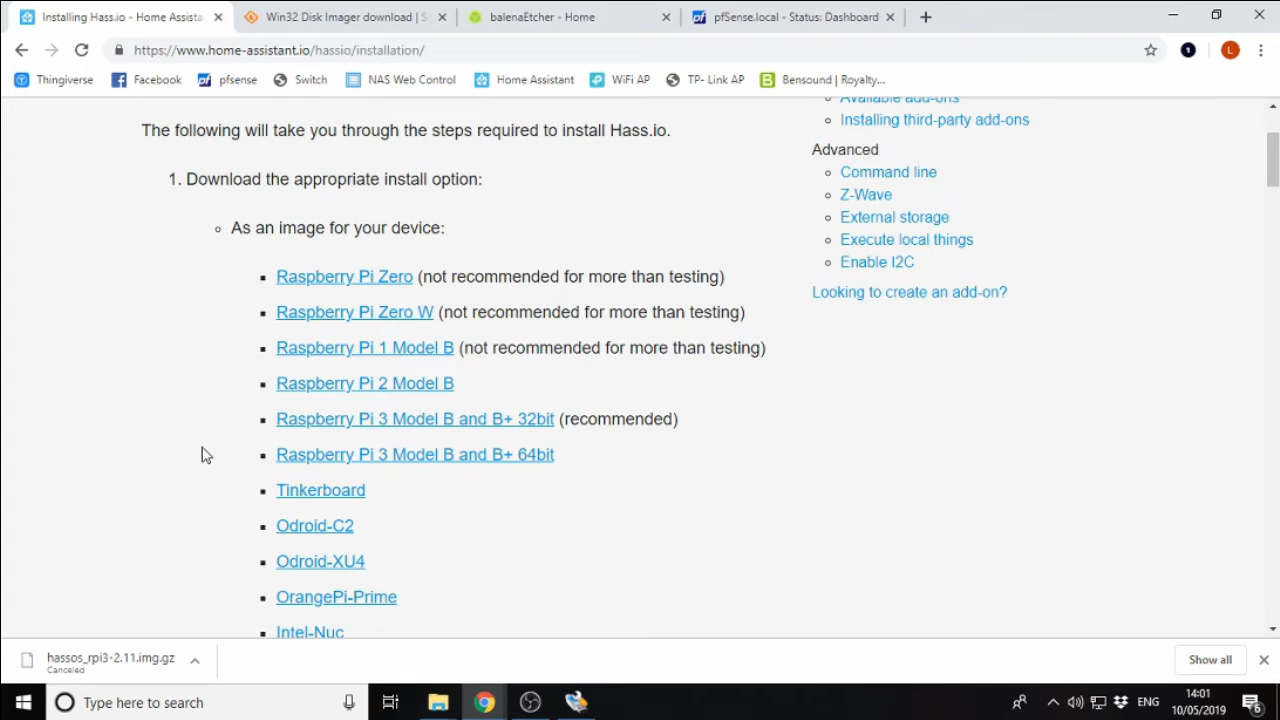 Installing Hass.io - Home Assista
Win32 Disk Imager download | S
balenaEtcher - Home
pfSense.local - Status: Dashboard
https://www.home-assistant.io/hassio/installation/
L
Thingiverse
Facebook
pfsense
Switch
NAS Web Control
Home Assistant
WiFi AP
TP- Link AP
Bensound | Royalty...
The following will take you through the steps required to install Hass.io.
1. Download the appropriate install option:
As an image for your device:
Raspberry Pi Zero (not recommended for more than testing)
Raspberry Pi Zero W (not recommended for more than testing)
Raspberry Pi 1 Model B (not recommended for more than testing)
Raspberry Pi 2 Model B
Raspberry Pi 3 Model B and B+ 32bit (recommended)
Raspberry Pi 3 Model B and B+ 64bit
Tinkerboard
Odroid-C2
Odroid-XU4
OrangePi-Prime
Intel-Nuc
Available add-ons
Installing third-party add-ons
Advanced
Command line
Z-Wave
External storage
Execute local things
Enable I2C
Looking to create an add-on?
hassos_rpi3-2.11.img.gz
Canceled
Show all
Type here to search
ENG
14:01
10/05/2019
6